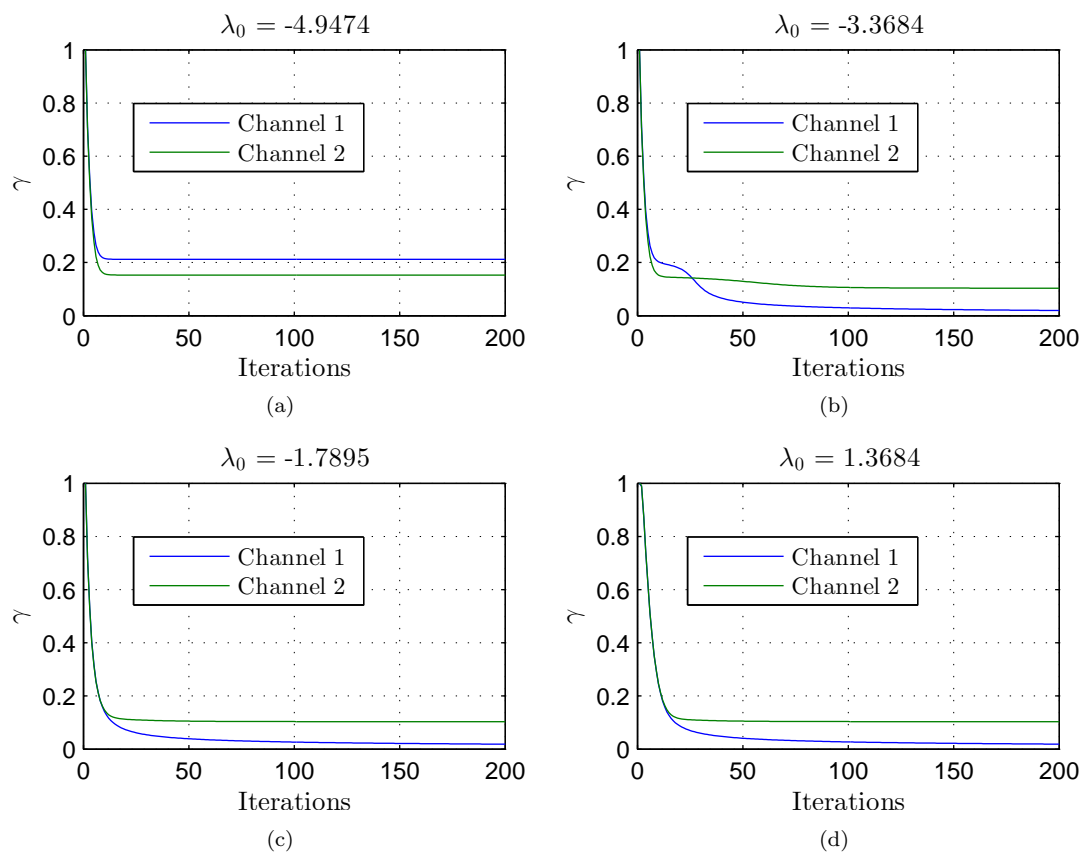 λ₀ = -4.9474
1
0.8
0.6
0.4
0.2
0
γ
Channel 1
Channel 2
0 50 100 150 200
Iterations
(a)
λ₀ = -3.3684
1
0.8
0.6
0.4
0.2
0
γ
Channel 1
Channel 2
0 50 100 150 200
Iterations
(b)
λ₀ = -1.7895
1
0.8
0.6
0.4
0.2
0
γ
Channel 1
Channel 2
0 50 100 150 200
Iterations
(c)
λ₀ = 1.3684
1
0.8
0.6
0.4
0.2
0
γ
Channel 1
Channel 2
0 50 100 150 200
Iterations
(d)